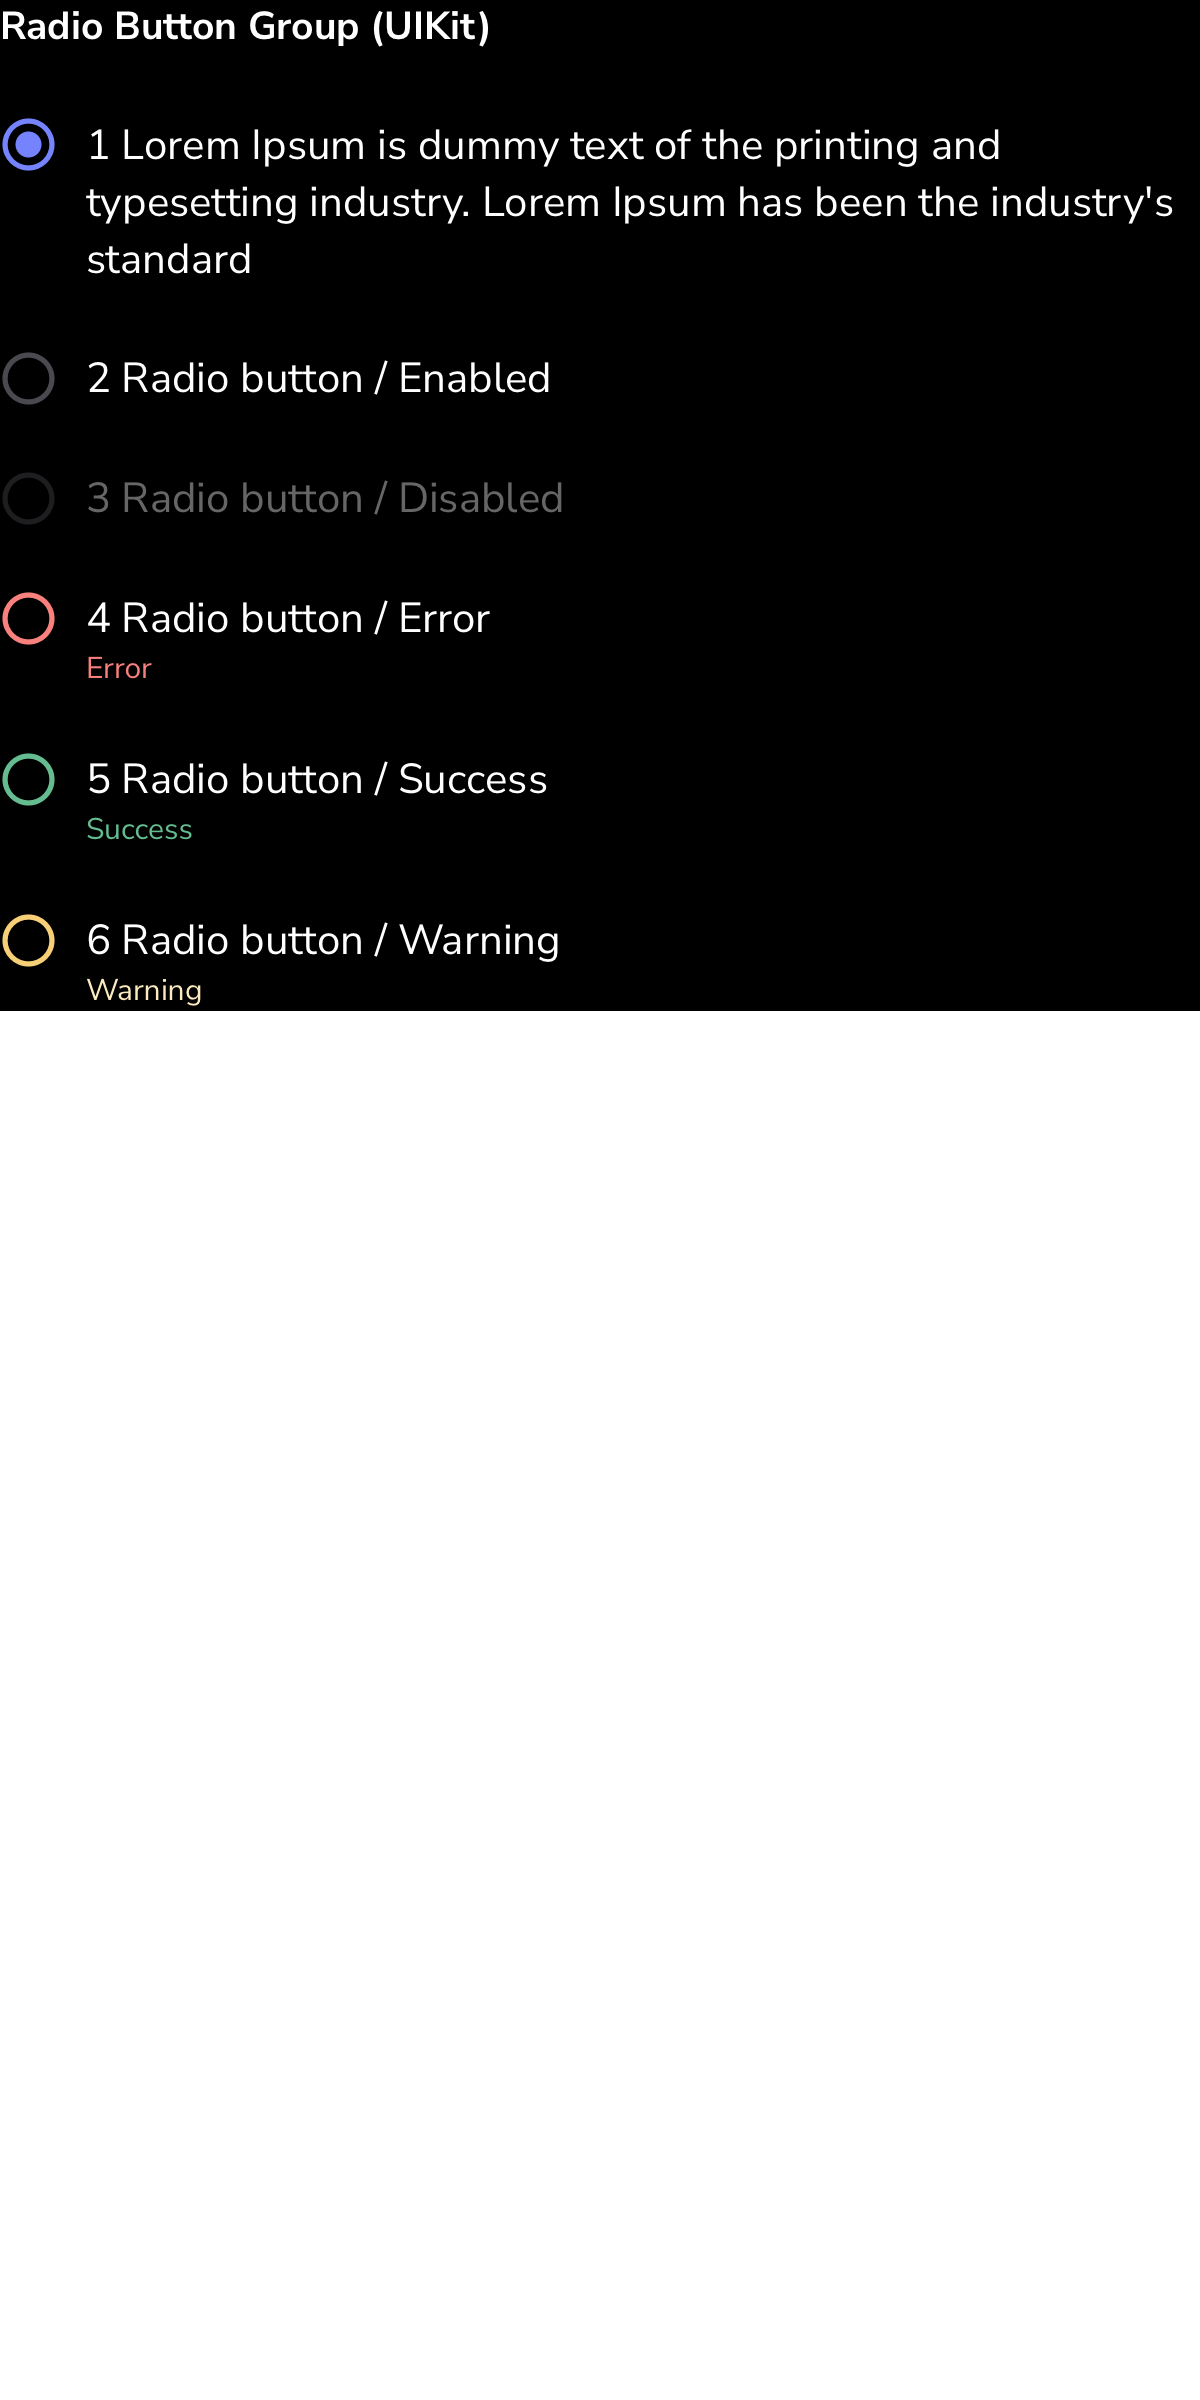 Radio Button Group (UIKit)
1 Lorem Ipsum is dummy text of the printing and
typesetting industry. Lorem Ipsum has been the industry's
standard
2 Radio button / Enabled
3 Radio button / Disabled
4 Radio button / Error
Error
5 Radio button / Success
Success
6 Radio button / Warning
Warning